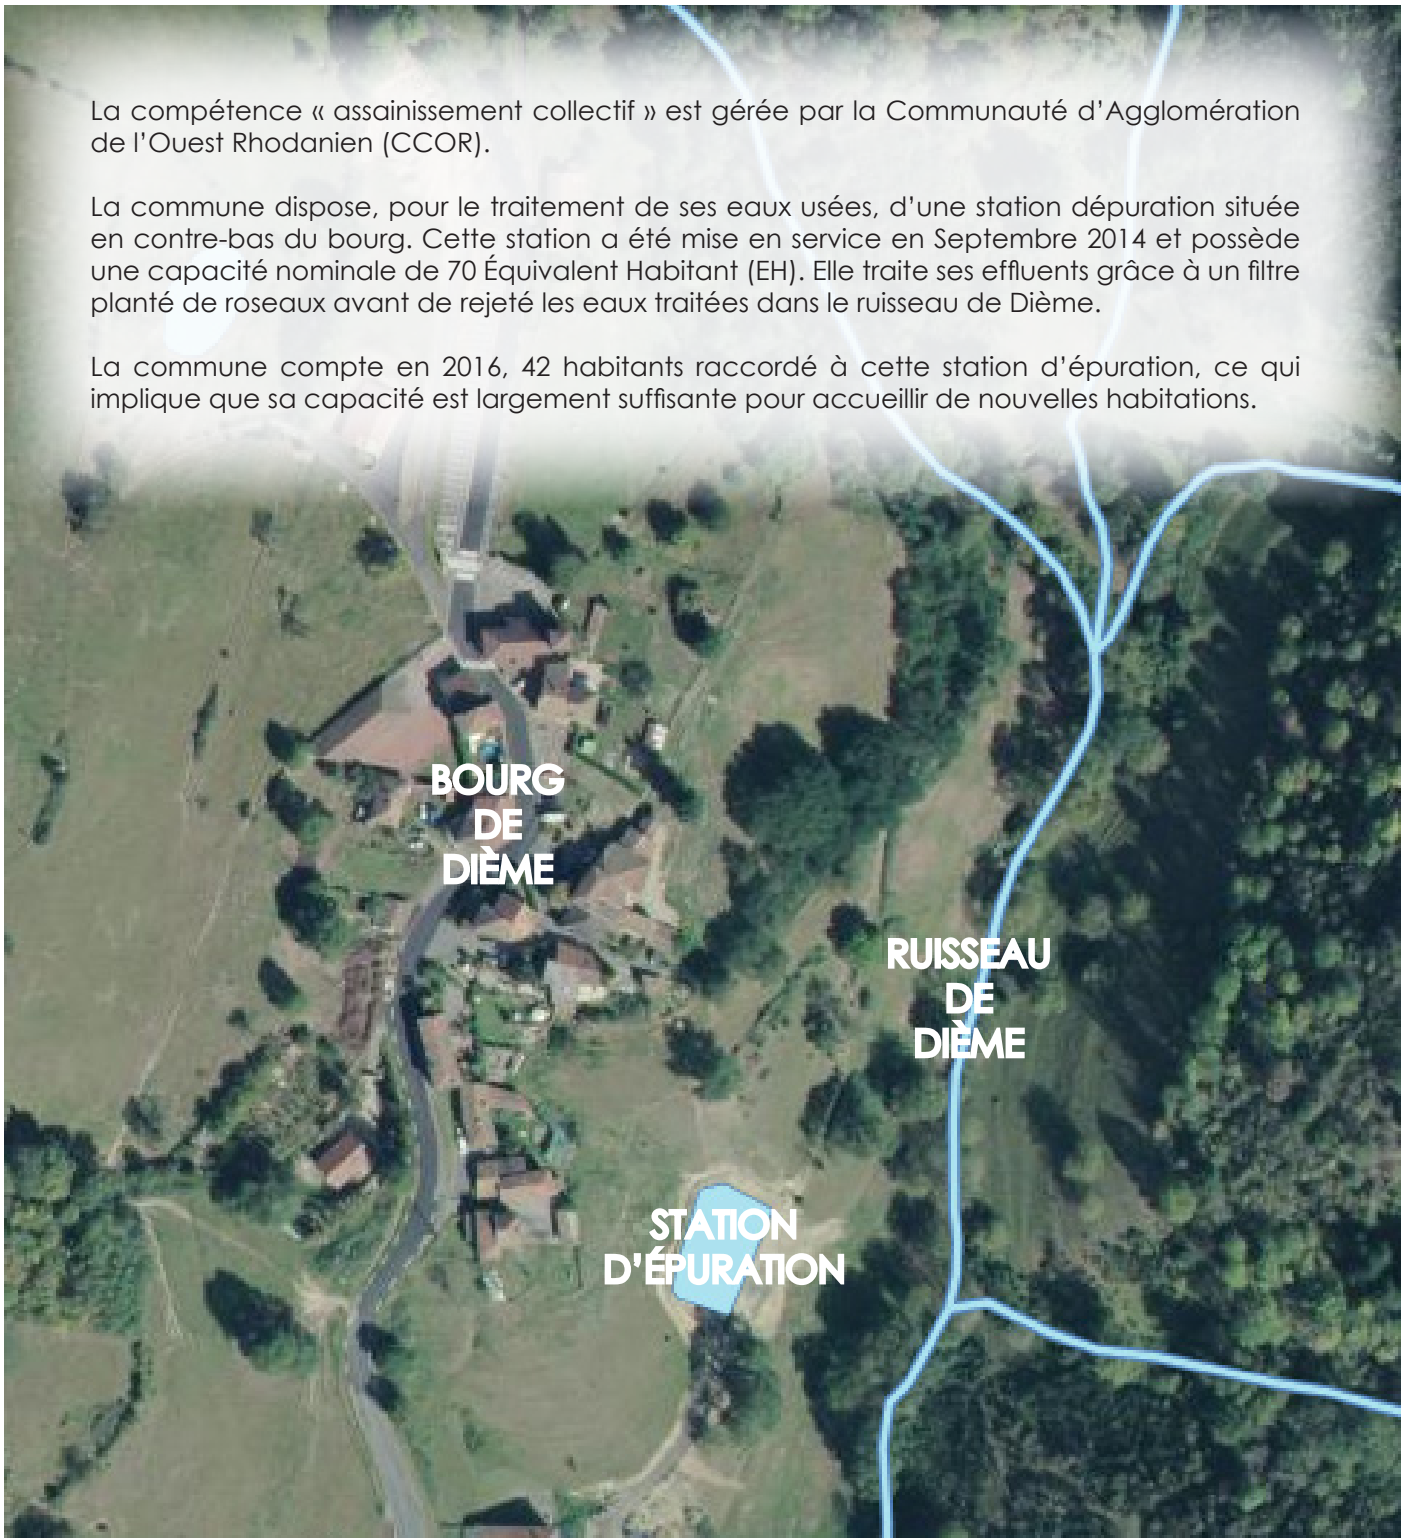 La compétence « assainissement collectif » est gérée par la Communauté d’Agglomération
de l’Ouest Rhodanien (CCOR).
La commune dispose, pour le traitement de ses eaux usées, d’une station dépuration située
en contre-bas du bourg. Cette station a été mise en service en Septembre 2014 et possède
une capacité nominale de 70 Équivalent Habitant (EH). Elle traite ses effluents grâce à un filtre
planté de roseaux avant de rejeté les eaux traitées dans le ruisseau de Dième.
La commune compte en 2016, 42 habitants raccordé à cette station d’épuration, ce qui
implique que sa capacité est largement suffisante pour accueillir de nouvelles habitations.
BOURG
DE
DIÈME
RUISSEAU
DE
DIÈME
STATION
D’ÉPURATION